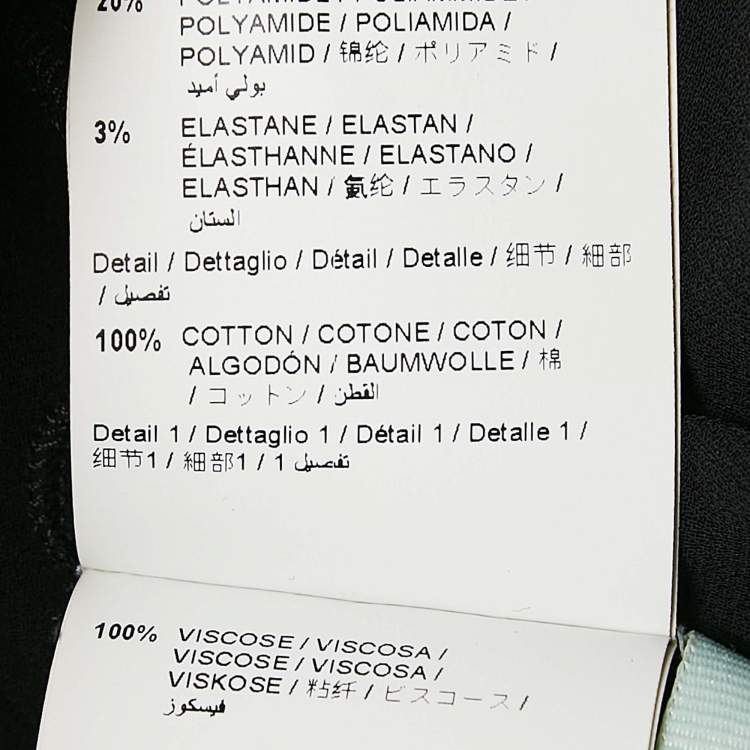 20% POLYAMIDE / POLIAMMIDE /
POLYAMIDE / POLIAMIDA /
POLYAMID / 锦纶 / ポリアミド /
بولي أميد
3% ELASTANE / ELASTAN /
ÉLASTHANNE / ELASTANO /
ELASTHAN / 氨纶 / エラスタン /
الستان
Detail / Dettaglio / Détail / Detalle / 细节 / 細部
/ تفصيل
100% COTTON / COTONE / COTON /
ALGODÓN / BAUMWOLLE / 棉
/ コットン / القطن
Detail 1 / Dettaglio 1 / Détail 1 / Detalle 1 /
细节1 / 細部1 / 1 تفصيل
100% VISCOSE / VISCOSA /
VISCOSE / VISCOSA /
VISKOSE / 粘纤 / ビスコース /
فيسكوز